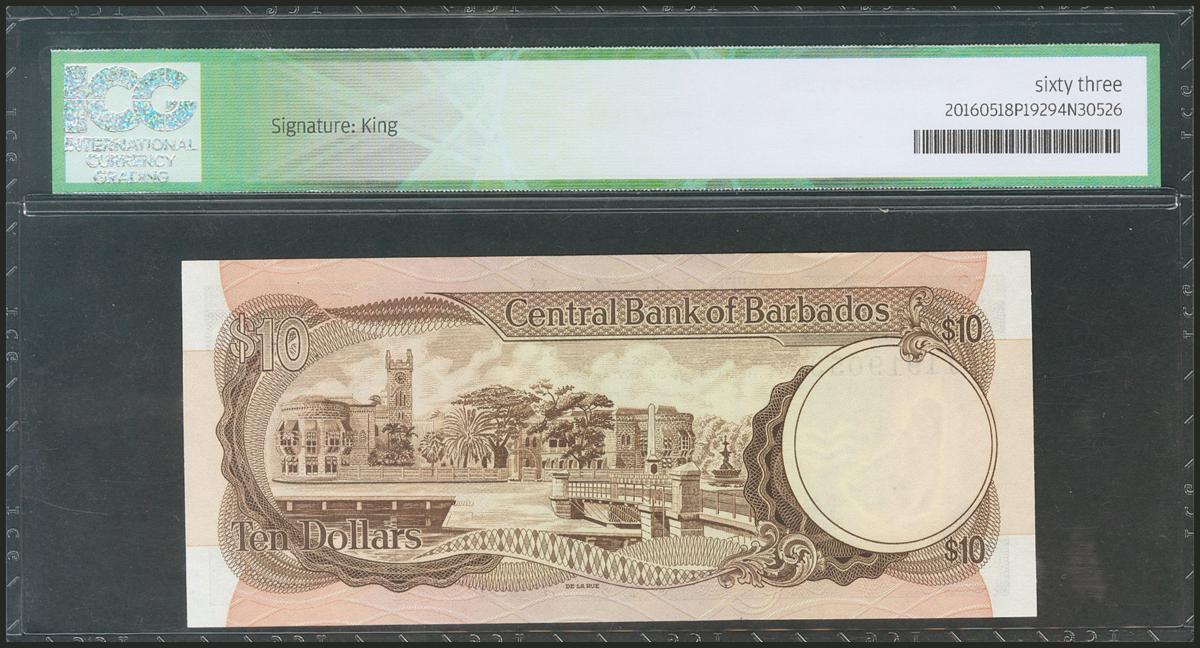 ICG
INTERNATIONAL
CURRENCY
GRADING
Signature: King
sixty three
20160518P19294N30526
Central Bank of Barbados
$10
$10
Ten Dollars
$10
DE LA RUE